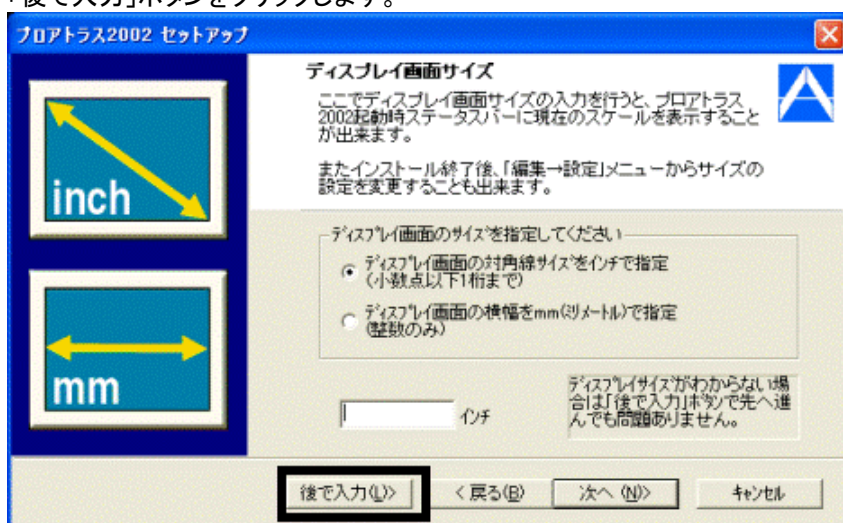 「後で入力」ボタンをクリックします。
プロアトラス2002 セットアップ
ディスプレイ画面サイズ
ここでディスプレイ画面サイズの入力を行うと、プロアトラス
2002起動時ステータスバーに現在のスケールを表示すること
が出来ます。
またインストール終了後、「編集→設定」メニューからサイズの
設定を変更することも出来ます。
inch
ディスプレイ画面のサイズを指定してください
ディスプレイ画面の対角線サイズをインチで指定
(小数点以下1桁まで)
ディスプレイ画面の横幅をmm(ミリメートル)で指定
(整数のみ)
mm
インチ
ディスプレイサイズがわからない場
合は「後で入力」ボタンで先へ進
んでも問題ありません。
後で入力(L)>
< 戻る(B)
次へ (N)>
キャンセル